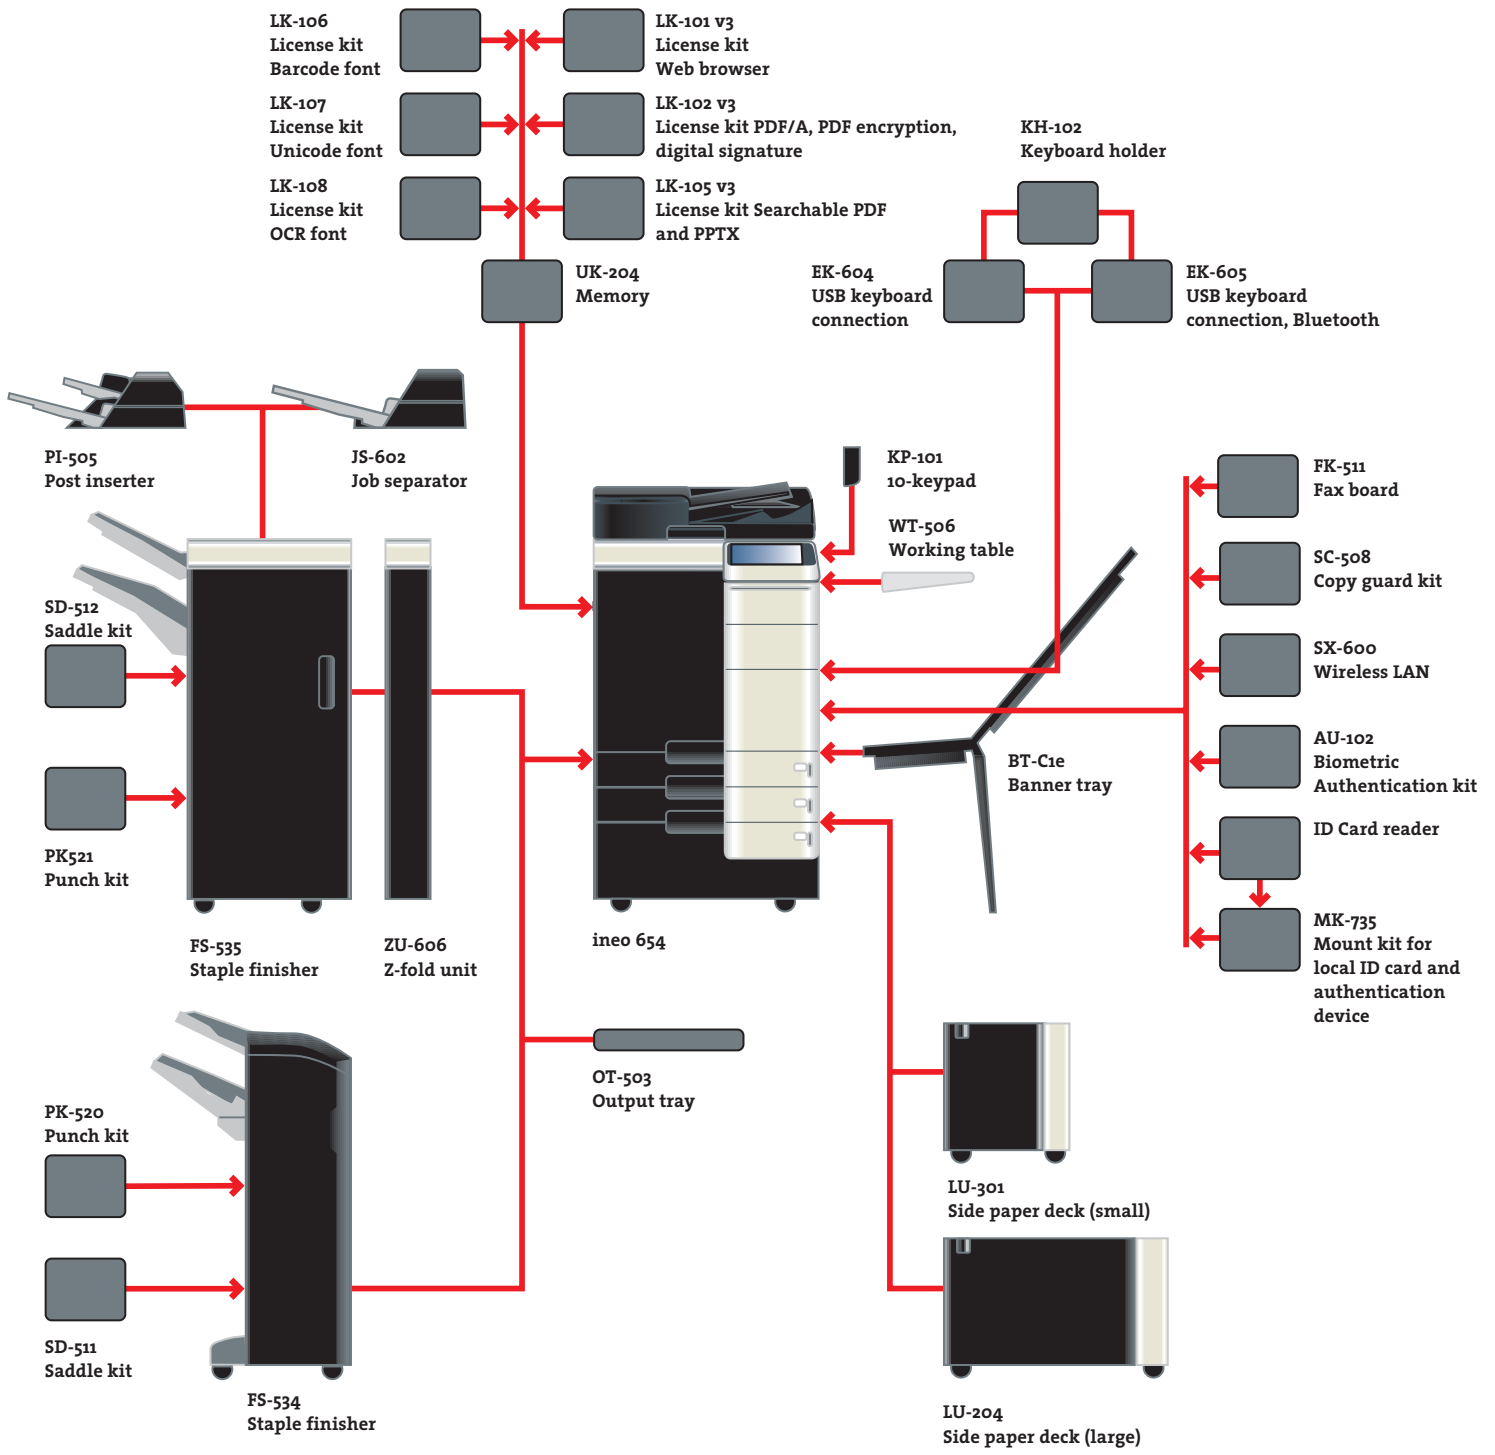 LK-106
License kit
Barcode font
LK-101 v3
License kit
Web browser
LK-107
License kit
Unicode font
LK-102 v3
License kit PDF/A, PDF encryption,
digital signature
KH-102
Keyboard holder
LK-108
License kit
OCR font
LK-105 v3
License kit Searchable PDF
and PPTX
UK-204
Memory
EK-604
USB keyboard
connection
EK-605
USB keyboard
connection, Bluetooth
PI-505
Post inserter
JS-602
Job separator
KP-101
10-keypad
FK-511
Fax board
WT-506
Working table
SC-508
Copy guard kit
SD-512
Saddle kit
SX-600
Wireless LAN
AU-102
Biometric
Authentication kit
BT-C1e
Banner tray
ID Card reader
PK521
Punch kit
MK-735
Mount kit for
local ID card and
authentication
device
FS-535
Staple finisher
ZU-606
Z-fold unit
ineo 654
OT-503
Output tray
PK-520
Punch kit
LU-301
Side paper deck (small)
SD-511
Saddle kit
FS-534
Staple finisher
LU-204
Side paper deck (large)